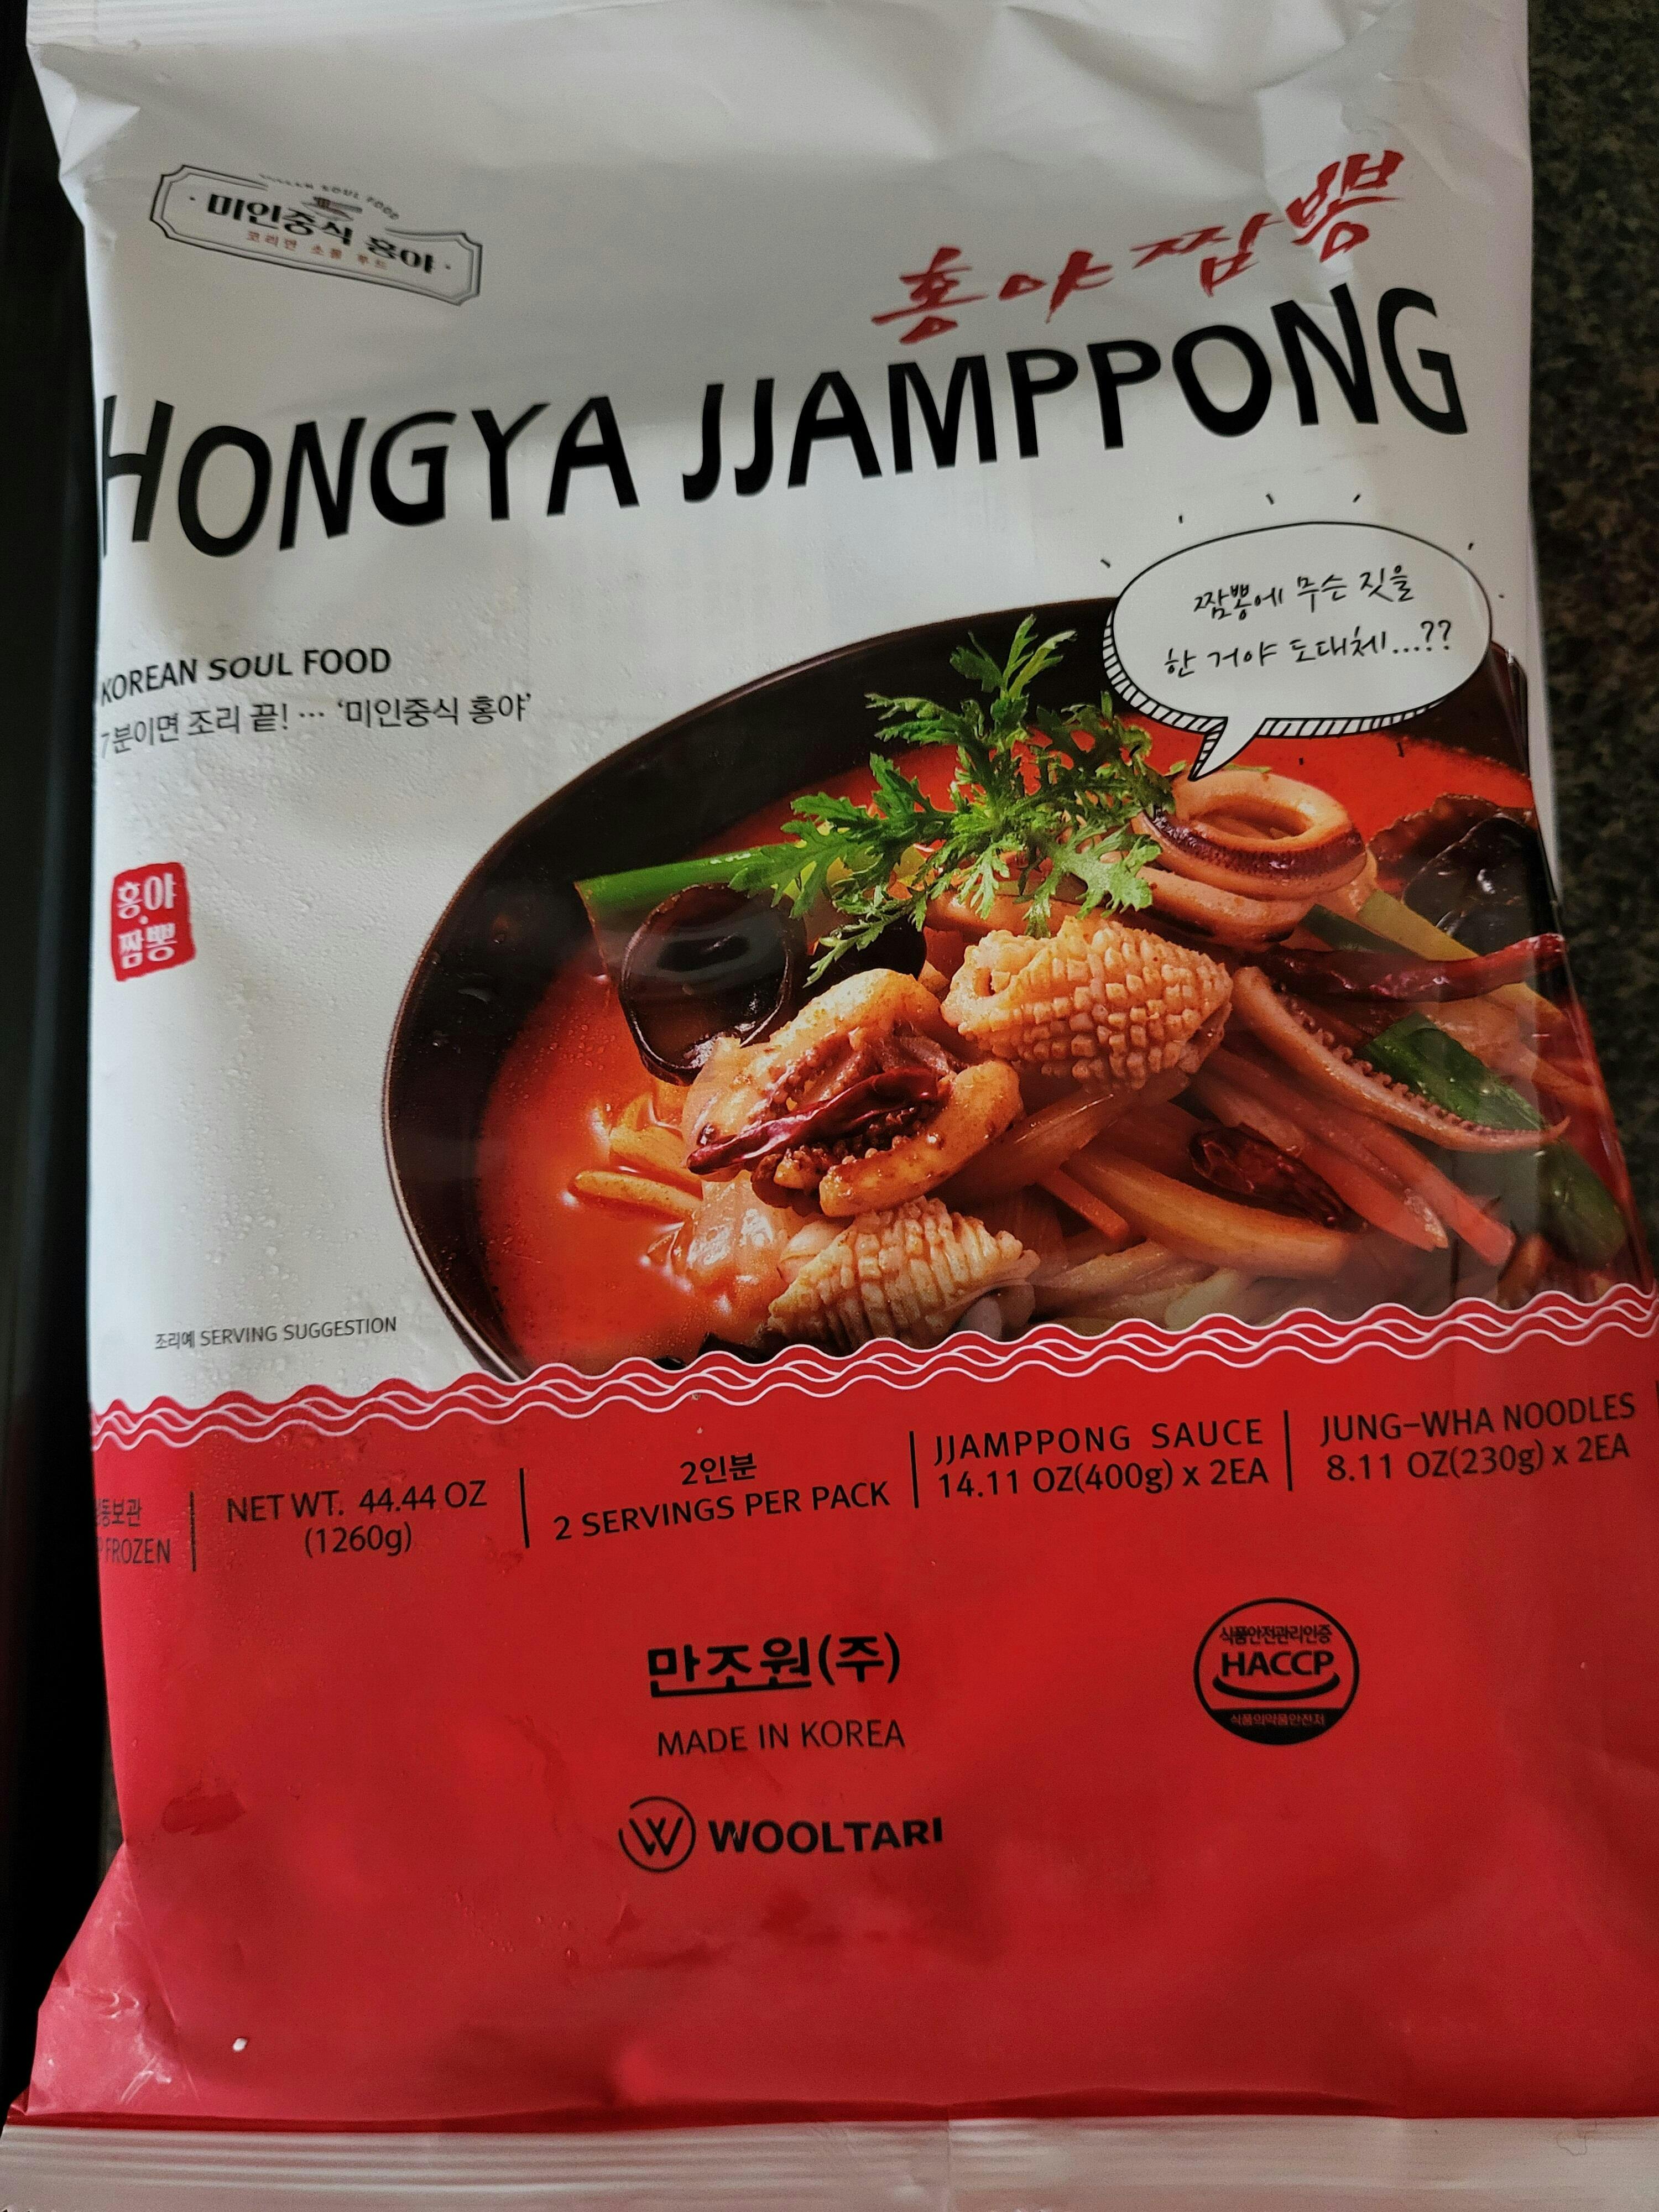 SOUL FOOD
미인중식 홍야
코리안 소울 푸드
홍야짬뽕
HONGYA JJAMPPONG
짬뽕에 무슨 짓을
한 거야 도대체...??
KOREAN SOUL FOOD
7분이면 조리 끝! ··· '미인중식 홍야'
홍야
짬뽕
조리예 SERVING SUGGESTION
동보관
FROZEN
NET WT. 44.44 OZ
(1260g)
2인분
2 SERVINGS PER PACK
JJAMPPONG SAUCE
14.11 OZ(400g) x 2EA
JUNG-WHA NOODLES
8.11 OZ(230g) x 2EA
만조원(주)
MADE IN KOREA
W WOOLTARI
식품안전관리인증
HACCP
식품의약품안전처